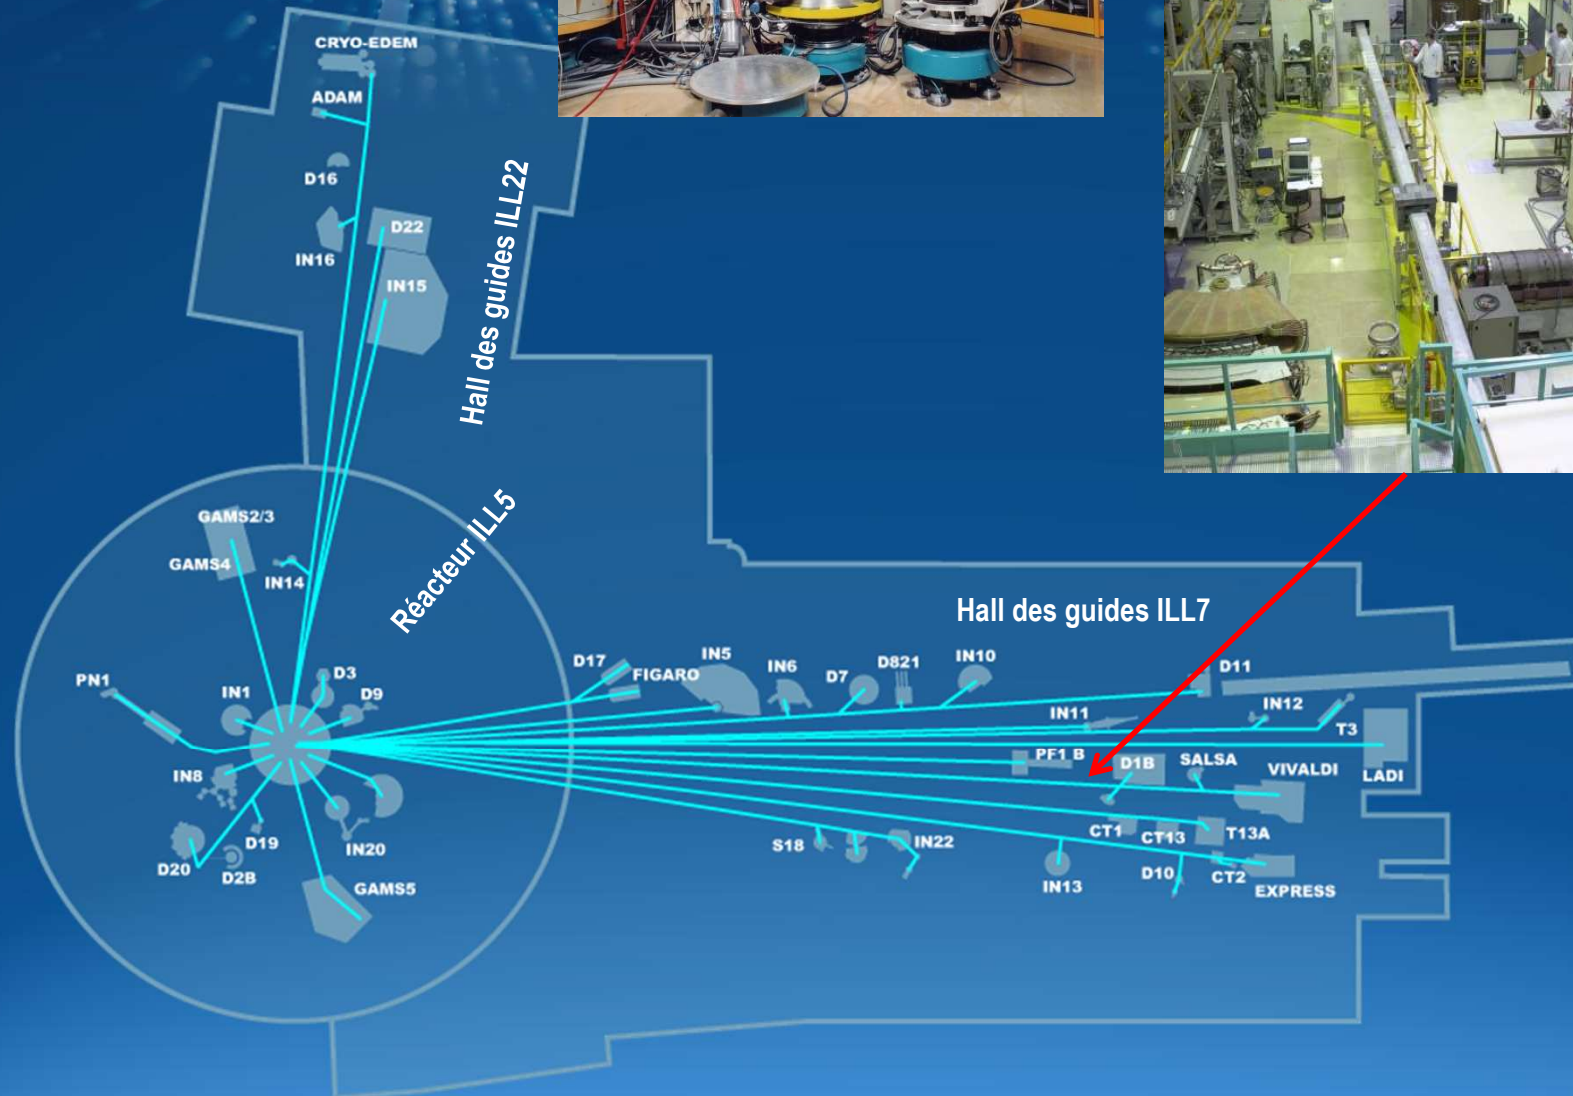 CRYO-EDEM
ADAM
D16
D22
IN16
IN15
Hall des guides ILL22
GAMS2/3
GAMS4
IN14
Réacteur ILL5
Hall des guides ILL7
PN1
IN1
D3
D9
IN8
D20
D2B
D19
IN20
GAMS5
D17
FIGARO
IN5
IN6
D7
D821
IN10
D11
IN11
IN12
T3
PF1 B
D1B
SALSA
VIVALDI
LADI
S18
IN22
CT1
CT13
T13A
IN13
D10
CT2
EXPRESS